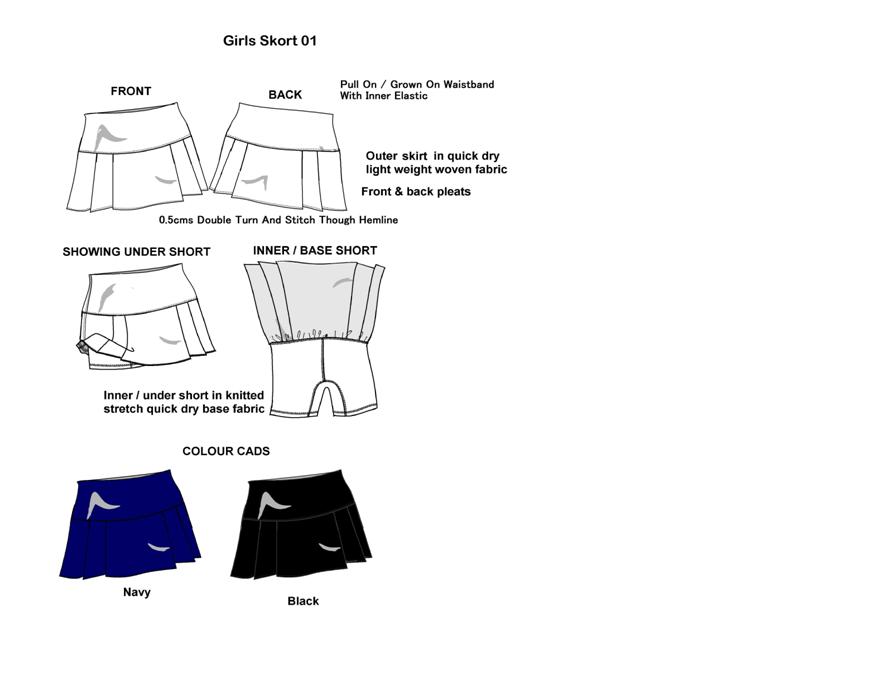 Girls Skort 01
FRONT
BACK
Pull On / Grown On Waistband
With Inner Elastic
Outer skirt in quick dry
light weight woven fabric
Front & back pleats
0.5cms Double Turn And Stitch Though Hemline
SHOWING UNDER SHORT
INNER / BASE SHORT
Inner / under short in knitted
stretch quick dry base fabric
COLOUR CADS
Navy
Black